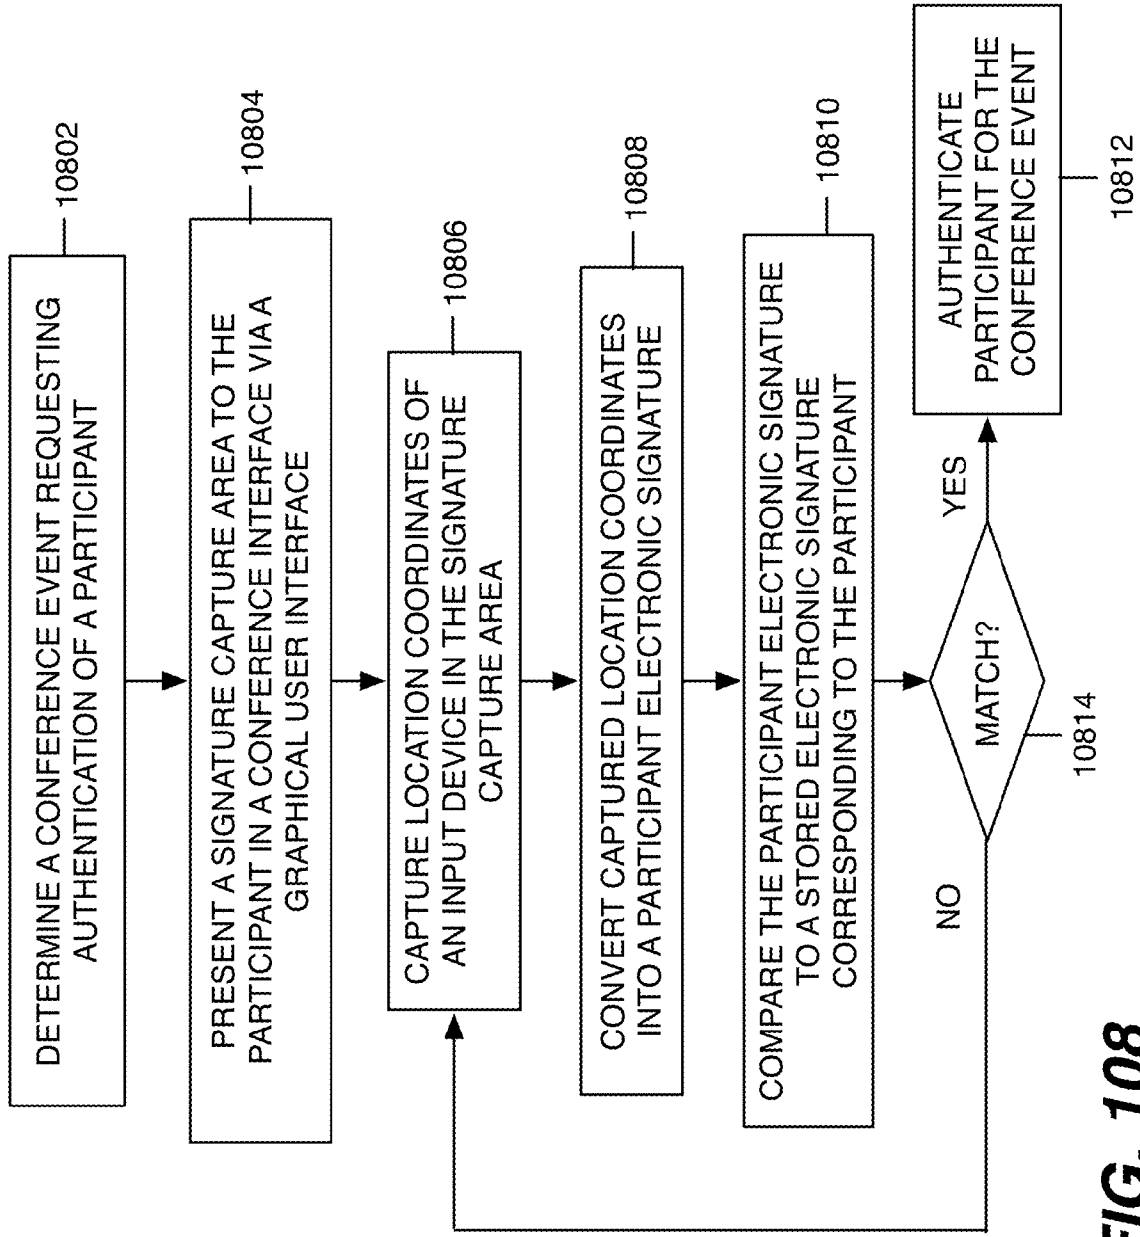 DETERMINE A CONFERENCE EVENT REQUESTING
AUTHENTICATION OF A PARTICIPANT
10802
PRESENT A SIGNATURE CAPTURE AREA TO THE
PARTICIPANT IN A CONFERENCE INTERFACE VIA A
GRAPHICAL USER INTERFACE
10804
CAPTURE LOCATION COORDINATES OF
AN INPUT DEVICE IN THE SIGNATURE
CAPTURE AREA
10806
CONVERT CAPTURED LOCATION COORDINATES
INTO A PARTICIPANT ELECTRONIC SIGNATURE
10808
COMPARE THE PARTICIPANT ELECTRONIC SIGNATURE
TO A STORED ELECTRONIC SIGNATURE
CORRESPONDING TO THE PARTICIPANT
10810
NO
MATCH?
10814
YES
AUTHENTICATE
PARTICIPANT FOR THE
CONFERENCE EVENT
10812
FIG. 108